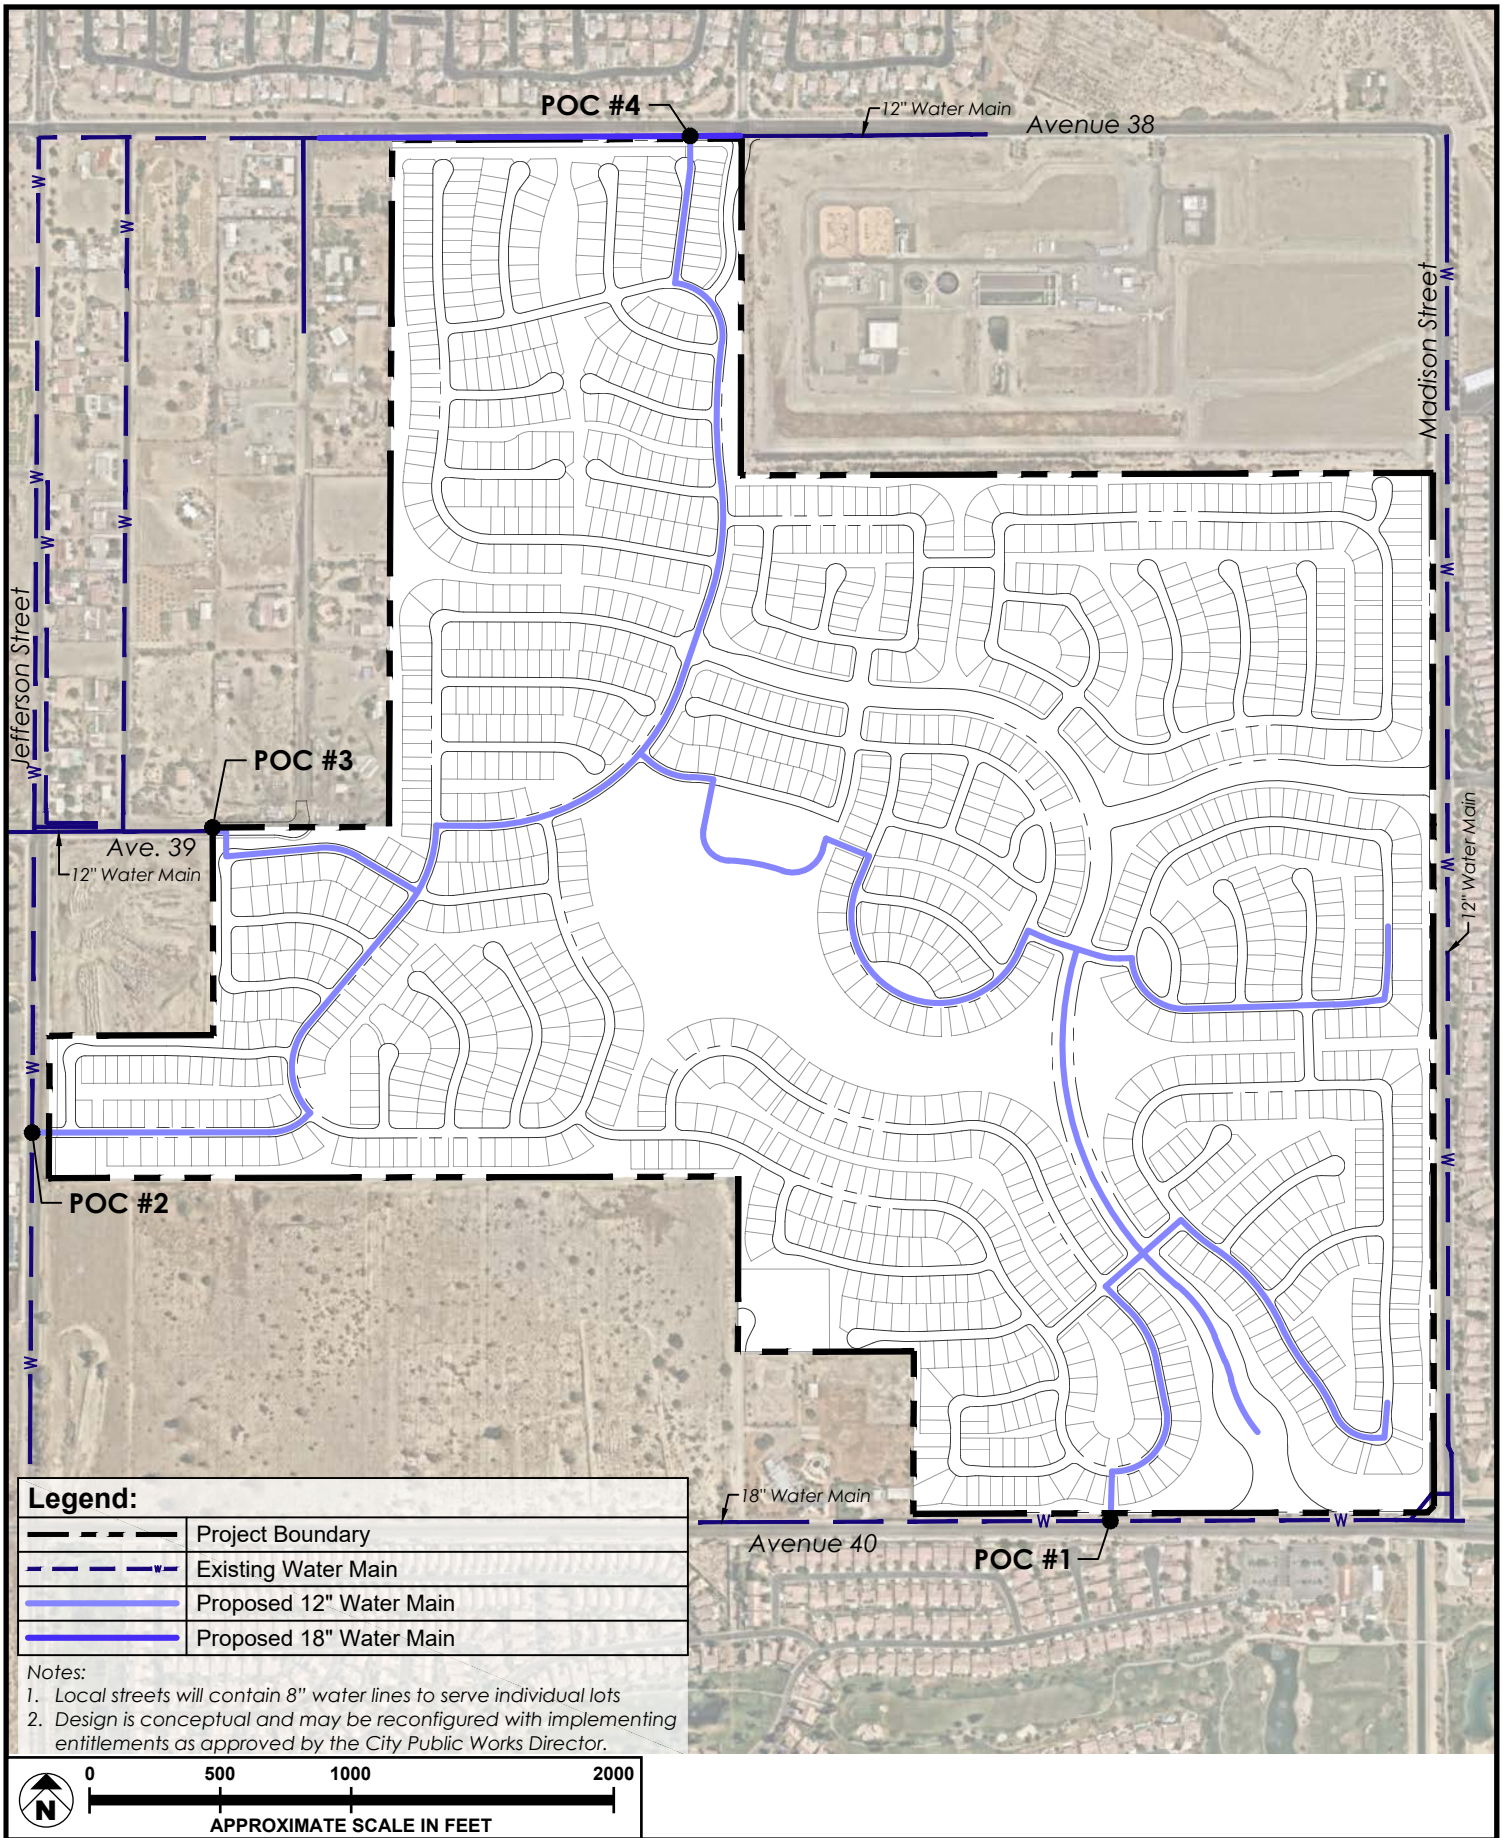 POC #4
12" Water Main
Avenue 38
W
W
W
Madison Street
W
W
W
W
Jefferson Street
W
W
W
POC #3
12" Water Main
Ave. 39
12" Water Main
W
W
POC #2
W
W
Legend:
Project Boundary
W
Existing Water Main
Proposed 12" Water Main
Proposed 18" Water Main
18" Water Main
W
W
Avenue 40
POC #1
Notes:
1. Local streets will contain 8” water lines to serve individual lots
2. Design is conceptual and may be reconfigured with implementing
entitlements as approved by the City Public Works Director.
0 500 1000 2000
N
APPROXIMATE SCALE IN FEET